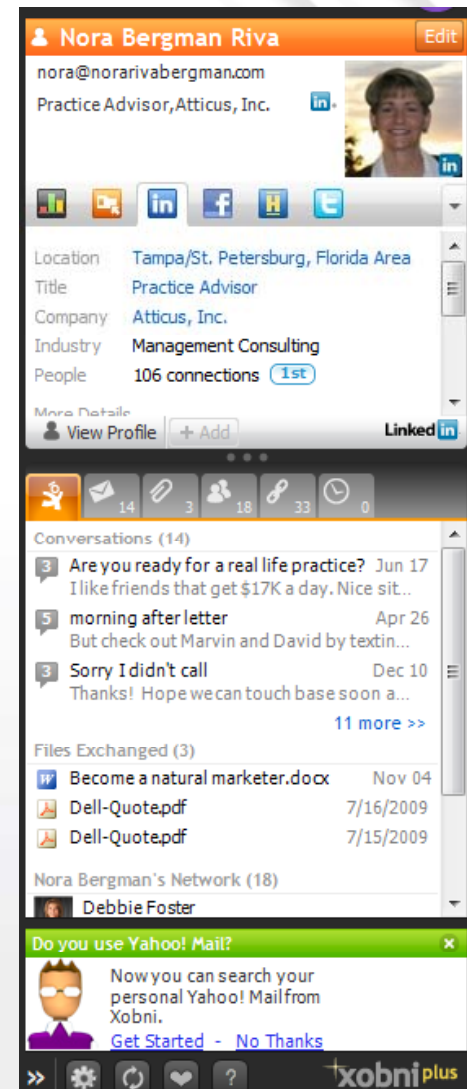 Nora Bergman Riva Edit
nora@norarivabergman.com
Practice Advisor, Atticus, Inc. in
in
in f H t
Location Tampa/St. Petersburg, Florida Area
Title Practice Advisor
Company Atticus, Inc.
Industry Management Consulting
People 106 connections 1st
More Details
View Profile + Add Linked in
14 3 18 33 0
Conversations (14)
3 Are you ready for a real life practice? Jun 17
I like friends that get $17K a day. Nice sit...
5 morning after letter Apr 26
But check out Marvin and David by textin...
3 Sorry I didn't call Dec 10
Thanks! Hope we can touch base soon a...
11 more >>
Files Exchanged (3)
W Become a natural marketer.docx Nov 04
Dell-Quote.pdf 7/16/2009
Dell-Quote.pdf 7/15/2009
Nora Bergman's Network (18)
Debbie Foster
Do you use Yahoo! Mail? x
Now you can search your
personal Yahoo! Mail from
Xobni.
Get Started - No Thanks
» ? xobni plus